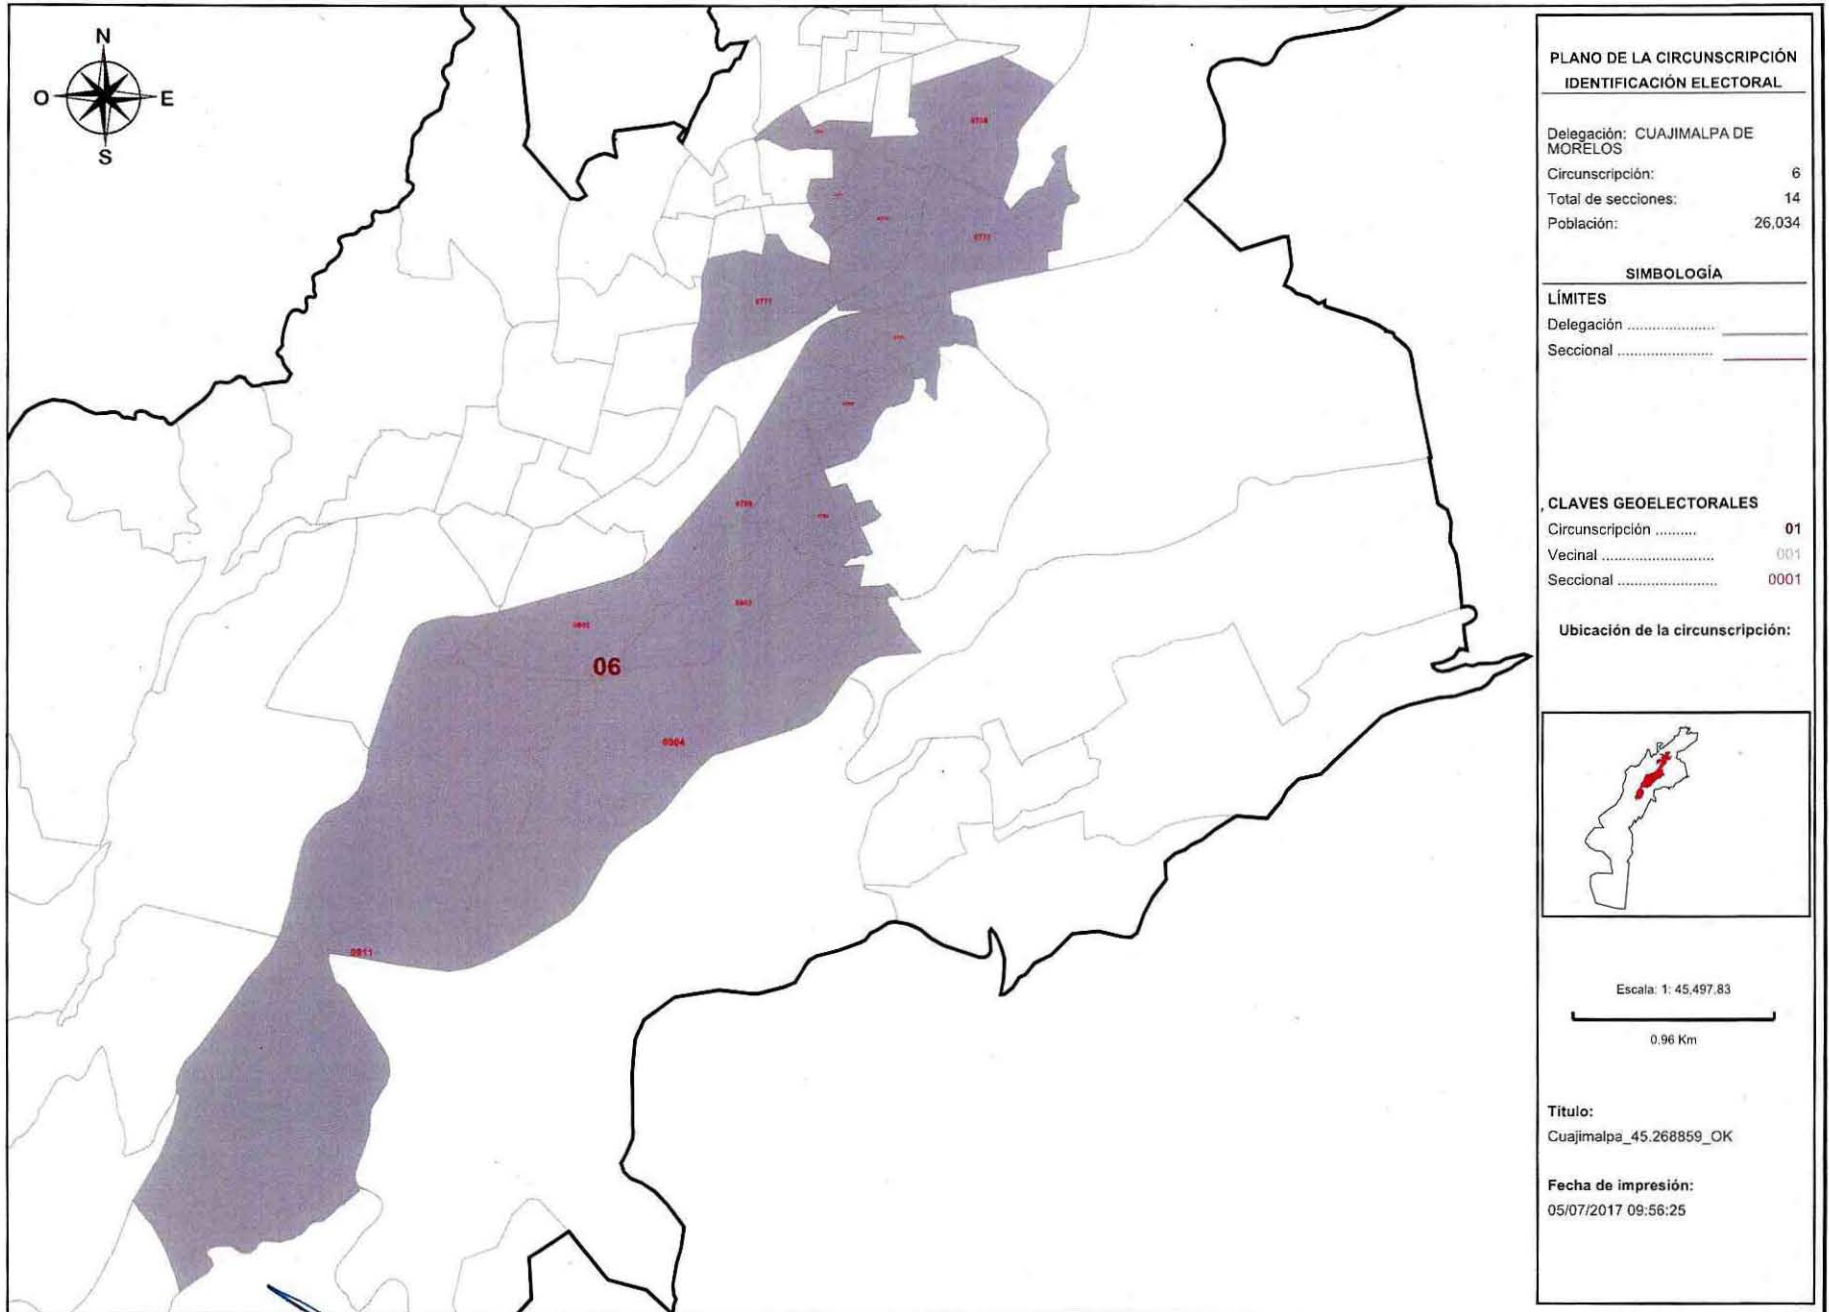 N
O E
S
0777
06
0904
0911
PLANO DE LA CIRCUNSCRIPCIÓN
IDENTIFICACIÓN ELECTORAL
Delegación: CUAJIMALPA DE
MORELOS
Circunscripción: 6
Total de secciones: 14
Población: 26,034
SIMBOLOGÍA
LÍMITES
Delegación .....................
Seccional ......................
CLAVES GEOELECTORALES
Circunscripción .......... 01
Vecinal ......................... 001
Seccional ...................... 0001
Ubicación de la circunscripción:
Escala: 1: 45,497.83
0.96 Km
Título:
Cuajimalpa_45.268859_OK
Fecha de impresión:
05/07/2017 09:56:25